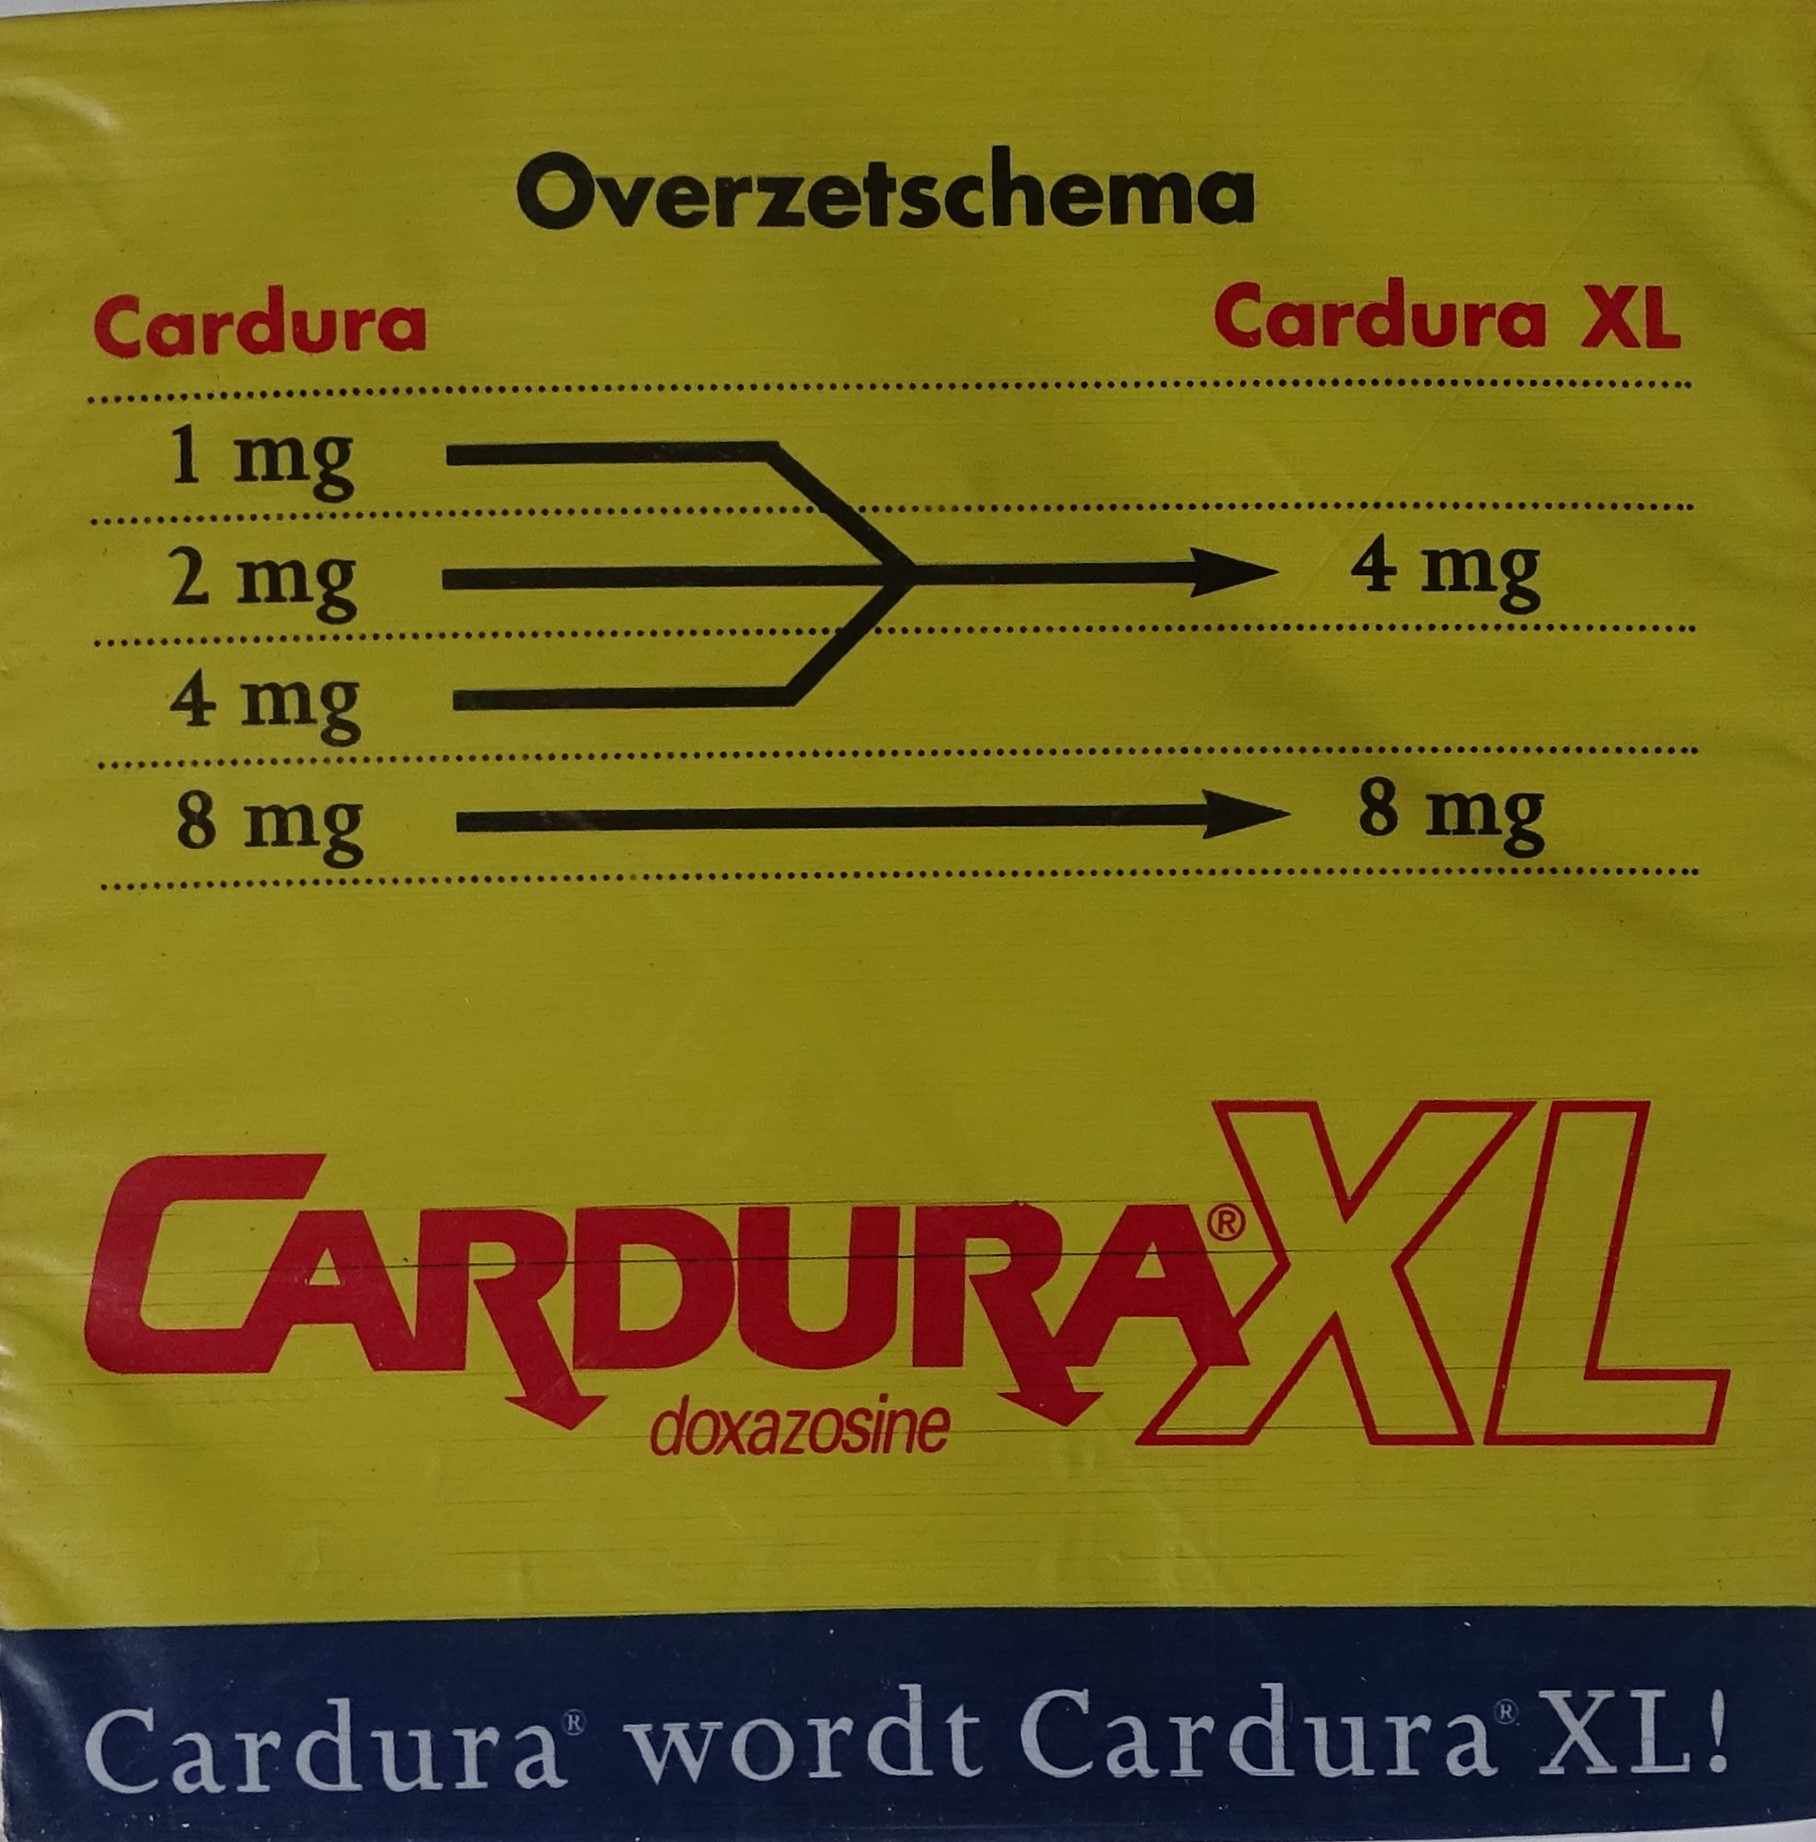 Overzetschema
Cardura Cardura XL
1 mg
2 mg 4 mg
4 mg
8 mg 8 mg
CARDURA® XL
doxazosine
Cardura® wordt Cardura® XL!